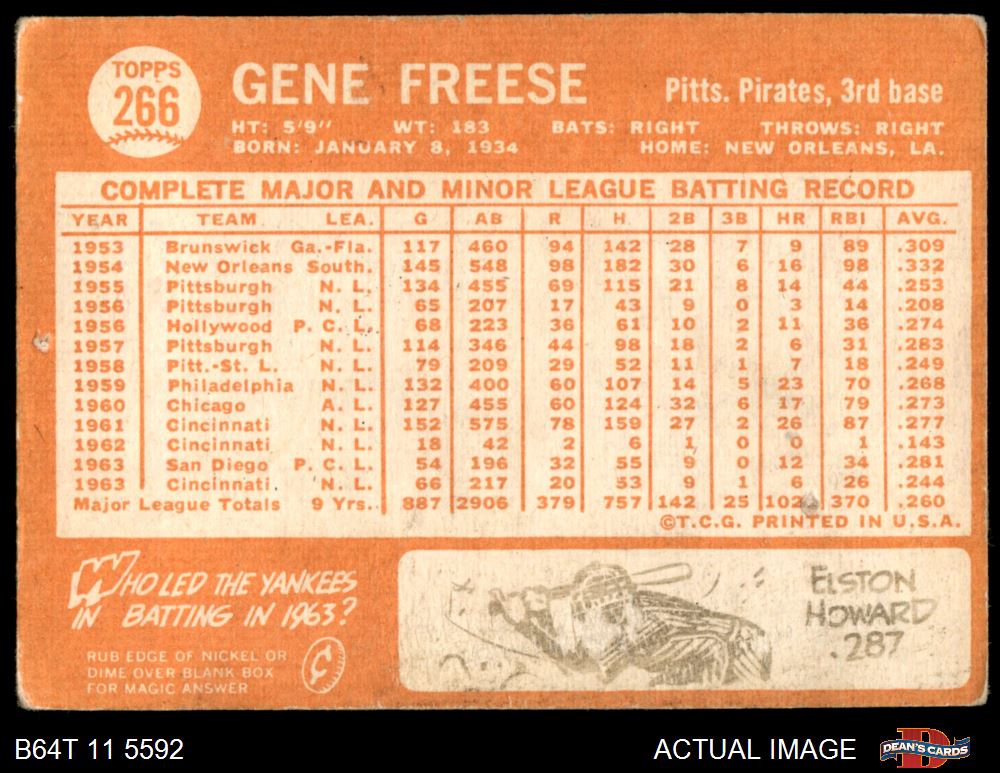 TOPPS
266
GENE FREESE
Pitts. Pirates, 3rd base
HT: 5'9" WT: 183 BATS: RIGHT THROWS: RIGHT
BORN: JANUARY 8, 1934 HOME: NEW ORLEANS, LA.
COMPLETE MAJOR AND MINOR LEAGUE BATTING RECORD
YEAR TEAM LEA. G AB R H 2B 3B HR RBI AVG.
1953 Brunswick Ga.-Fla. 117 460 94 142 28 7 9 89 .309
1954 New Orleans South. 145 548 98 182 30 6 16 98 .332
1955 Pittsburgh N. L. 134 455 69 115 21 8 14 44 .253
1956 Pittsburgh N. L. 65 207 17 43 9 0 3 14 .208
1956 Hollywood P. C. L. 68 223 36 61 10 2 11 36 .274
1957 Pittsburgh N. L. 114 346 44 98 18 2 6 31 .283
1958 Pitt.-St. L. N. L. 79 209 29 52 11 1 7 18 .249
1959 Philadelphia N. L. 132 400 60 107 14 5 23 70 .268
1960 Chicago A. L. 127 455 60 124 32 6 17 79 .273
1961 Cincinnati N. L. 152 575 78 159 27 2 26 87 .277
1962 Cincinnati N. L. 18 42 2 6 1 0 0 1 .143
1963 San Diego P. C. L. 54 196 32 55 9 0 12 34 .281
1963 Cincinnati N. L. 66 217 20 53 9 1 6 26 .244
Major League Totals 9 Yrs. 887 2906 379 757 142 25 102 370 .260
©T.C.G. PRINTED IN U.S.A.
WHO LED THE YANKEES
IN BATTING IN 1963?
RUB EDGE OF NICKEL OR
DIME OVER BLANK BOX
FOR MAGIC ANSWER
ELSTON
HOWARD
.287
B64T 11 5592
ACTUAL IMAGE
DEAN'S CARDS